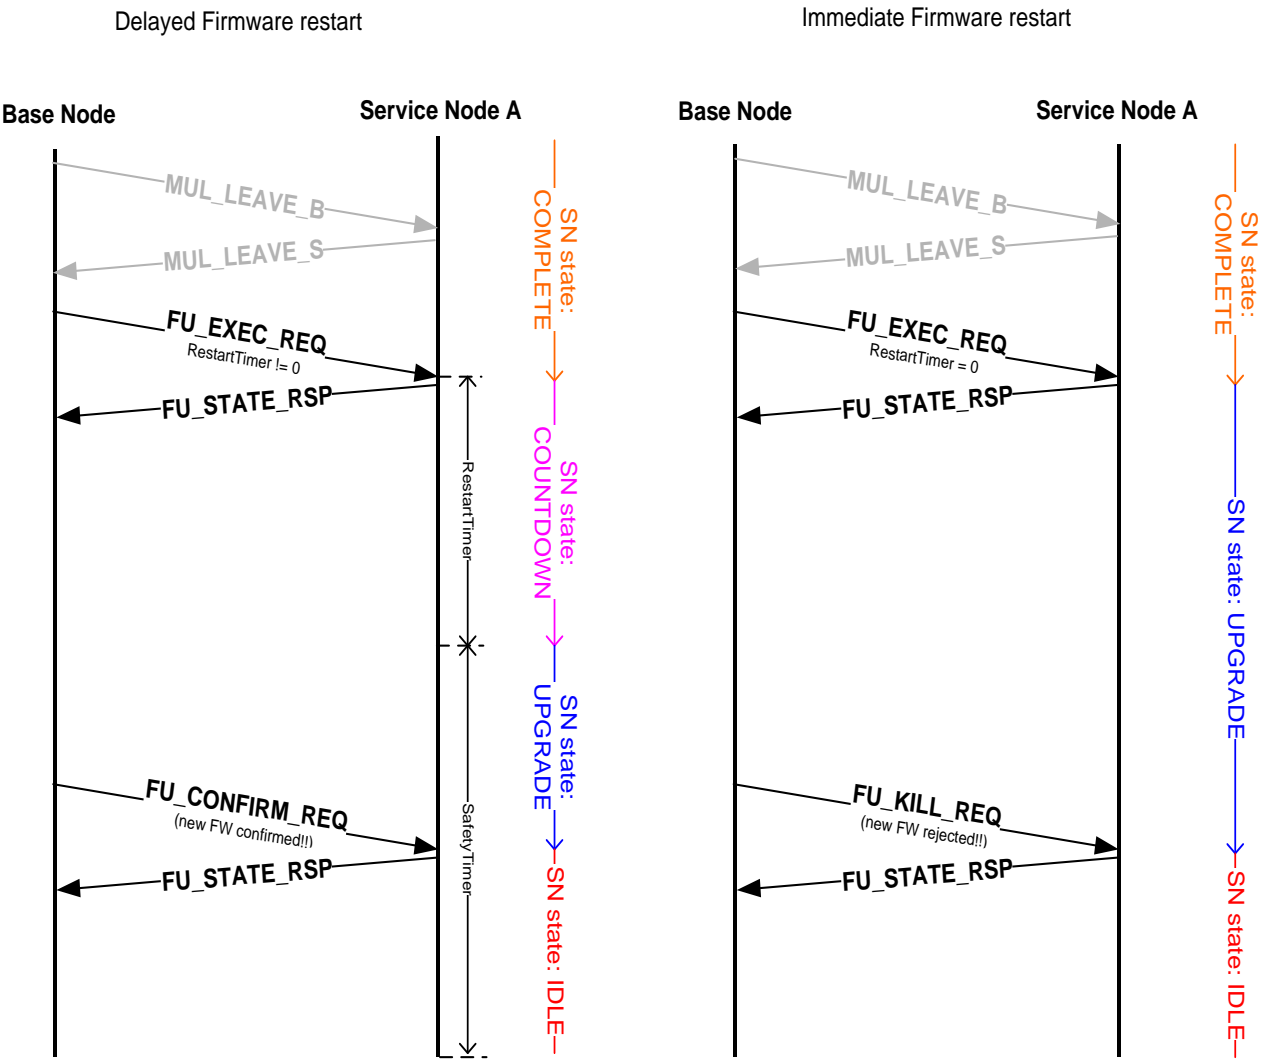 Delayed Firmware restart
Base Node
Service Node A
MUL_LEAVE_B
MUL_LEAVE_S
FU_EXEC_REQ
RestartTimer != 0
FU_STATE_RSP
RestartTimer
FU_CONFIRM_REQ
(new FW confirmed!!)
FU_STATE_RSP
SafetyTimer
SN state:
COMPLETE
SN state:
COUNTDOWN
SN state:
UPGRADE
SN state: IDLE
Immediate Firmware restart
Base Node
Service Node A
MUL_LEAVE_B
MUL_LEAVE_S
FU_EXEC_REQ
RestartTimer = 0
FU_STATE_RSP
FU_KILL_REQ
(new FW rejected!!)
FU_STATE_RSP
SN state:
COMPLETE
SN state: UPGRADE
SN state: IDLE